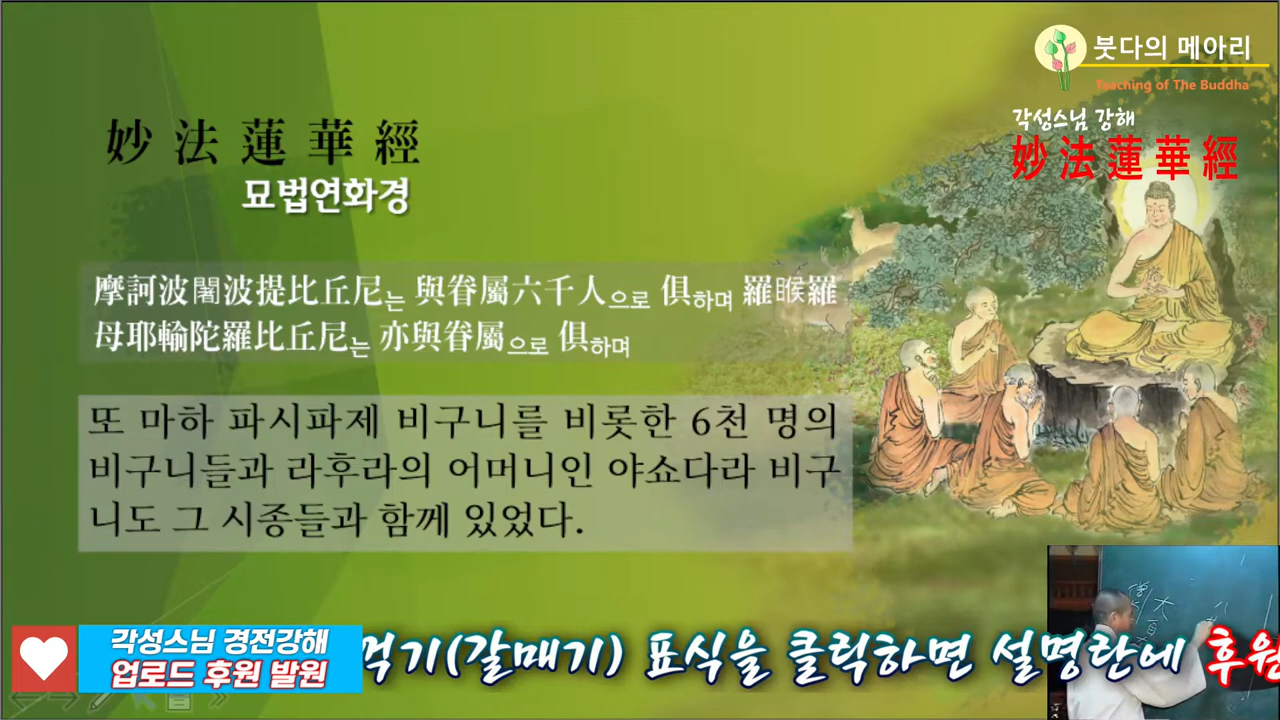 붓다의 메아리
Teaching of The Buddha
각성스님 강해
妙法蓮華經
妙法蓮華經
묘법연화경
摩訶波闍波提比丘尼는 與眷屬六千人으로 俱하며 羅睺羅
母耶輸陀羅比丘尼는 亦與眷屬으로 俱하며
또 마하 파시파제 비구니를 비롯한 6천 명의
비구니들과 라후라의 어머니인 야쇼다라 비구
니도 그 시종들과 함께 있었다.
각성스님 경전강해
업로드 후원 발원
꺽기(갈매기) 표식을 클릭하면 설명란에 후원